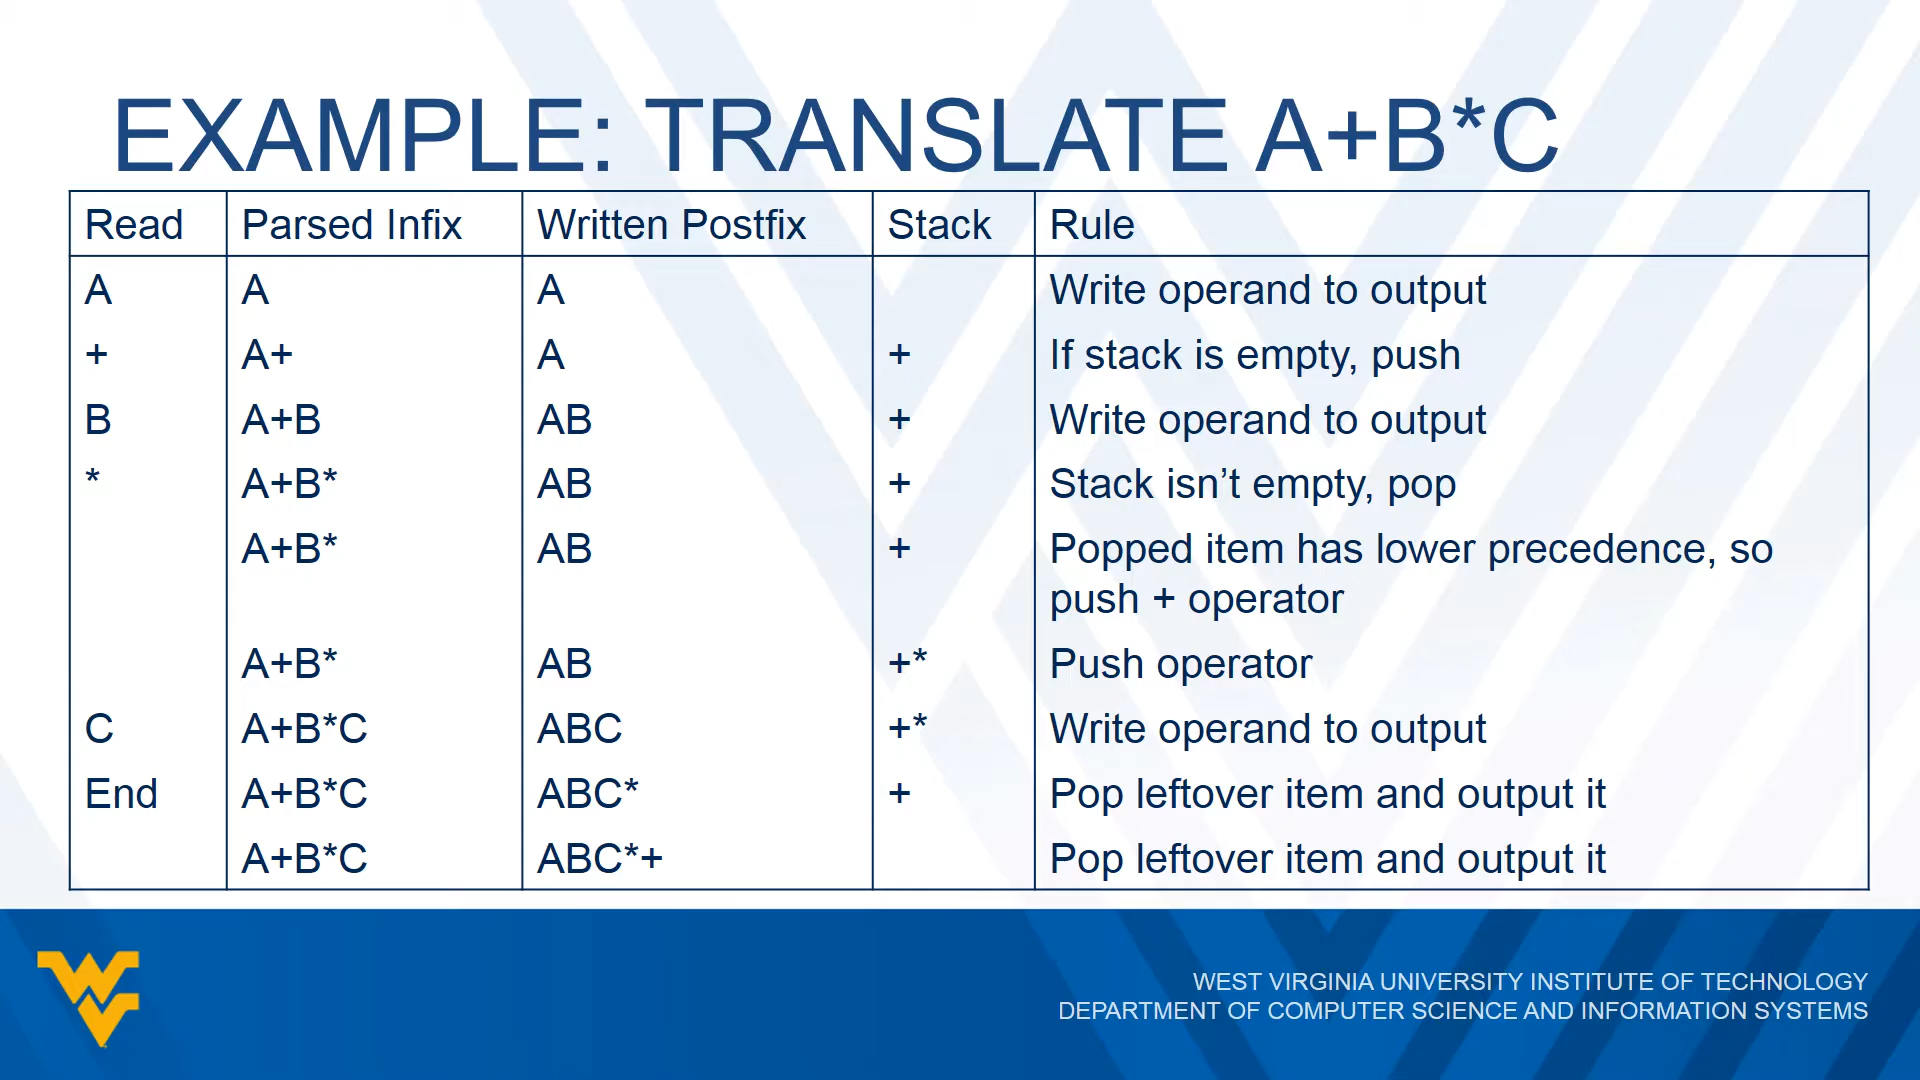 EXAMPLE: TRANSLATE A+B*C
Read Parsed Infix Written Postfix Stack Rule
A A A Write operand to output
+ A+ A + If stack is empty, push
B A+B AB + Write operand to output
* A+B* AB + Stack isn’t empty, pop
A+B* AB + Popped item has lower precedence, so
push + operator
A+B* AB +* Push operator
C A+B*C ABC +* Write operand to output
End A+B*C ABC* + Pop leftover item and output it
A+B*C ABC*+ Pop leftover item and output it
WEST VIRGINIA UNIVERSITY INSTITUTE OF TECHNOLOGY
DEPARTMENT OF COMPUTER SCIENCE AND INFORMATION SYSTEMS